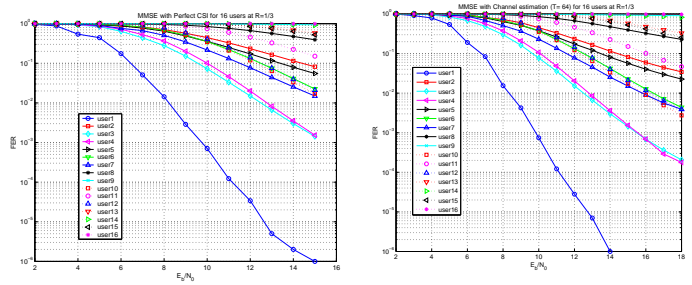 MMSE with Perfect CSI for 16 users at R=1/3
FER
10^0
10^-1
10^-2
10^-3
10^-4
10^-5
10^-6
user1
user2
user3
user4
user5
user6
user7
user8
user9
user10
user11
user12
user13
user14
user15
user16
2 4 6 8 10 12 14 16
E_b/N_0
MMSE with Channel estimation (T= 64) for 16 users at R=1/3
FER
10^0
10^-1
10^-2
10^-3
10^-4
10^-5
10^-6
user1
user2
user3
user4
user5
user6
user7
user8
user9
user10
user11
user12
user13
user14
user15
user16
2 4 6 8 10 12 14 16 18
E_b/N_0